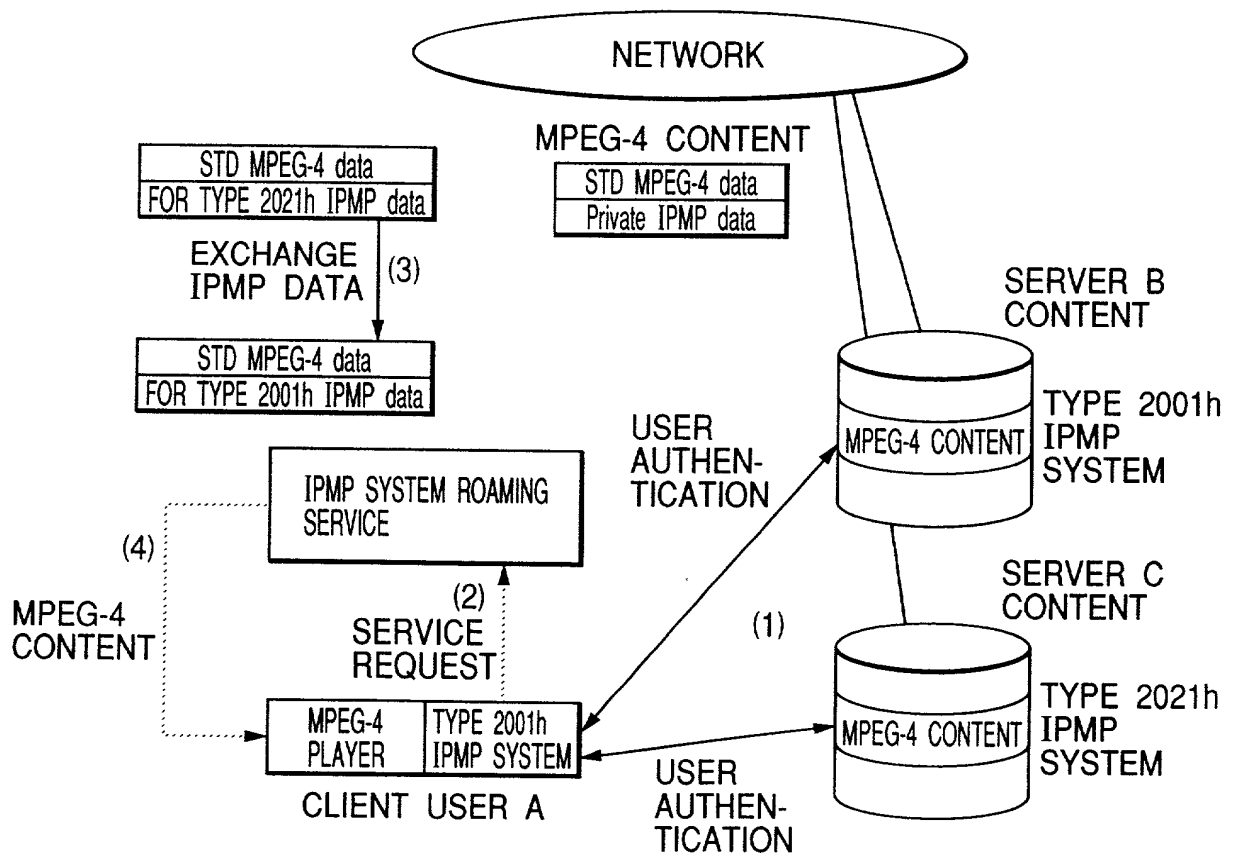 NETWORK
MPEG-4 CONTENT
STD MPEG-4 data
Private IPMP data
STD MPEG-4 data
FOR TYPE 2021h IPMP data
EXCHANGE
IPMP DATA
(3)
STD MPEG-4 data
FOR TYPE 2001h IPMP data
SERVER B
CONTENT
MPEG-4 CONTENT
TYPE 2001h
IPMP
SYSTEM
USER
AUTHEN-
TICATION
IPMP SYSTEM ROAMING
SERVICE
(4)
MPEG-4
CONTENT
(2)
SERVICE
REQUEST
(1)
SERVER C
CONTENT
MPEG-4 CONTENT
TYPE 2021h
IPMP
SYSTEM
MPEG-4
PLAYER
TYPE 2001h
IPMP SYSTEM
CLIENT USER A
USER
AUTHEN-
TICATION